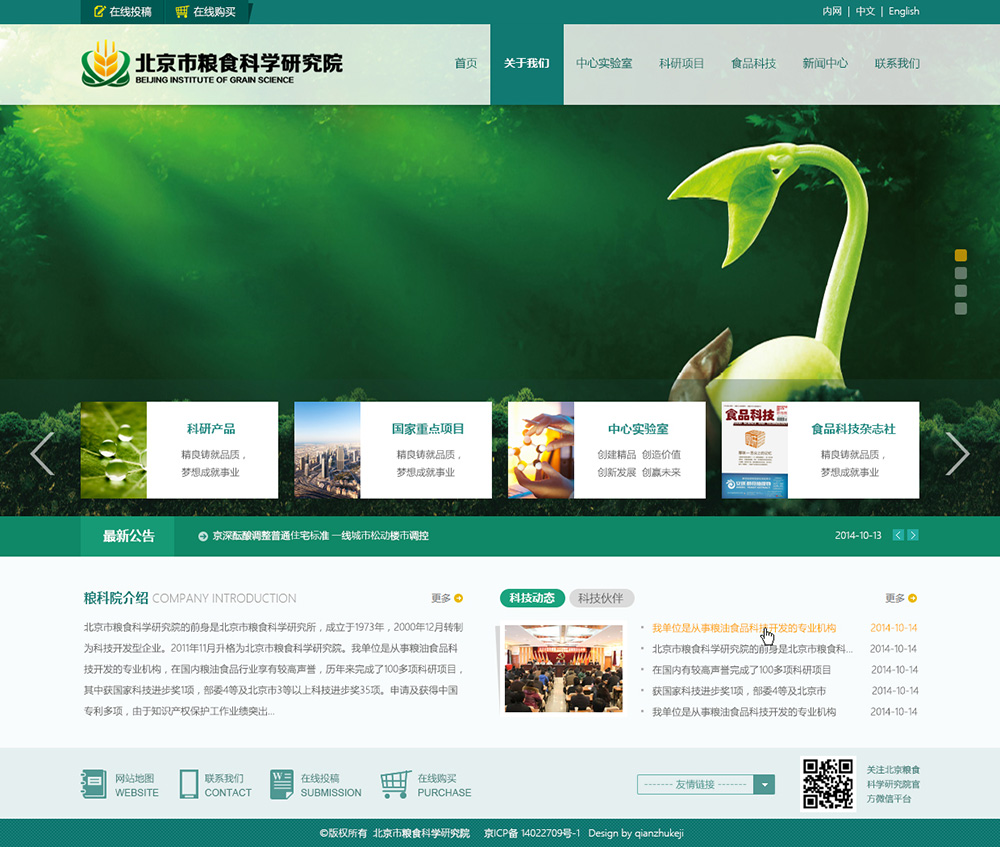 在线投稿 在线购买 内网 | 中文 | English
北京市粮食科学研究院
BEIJING INSTITUTE OF GRAIN SCIENCE
首页 关于我们 中心实验室 科研项目 食品科技 新闻中心 联系我们
科研产品
精良铸就品质，
梦想成就事业
国家重点项目
精良铸就品质，
梦想成就事业
中心实验室
创建精品 创造价值
创新发展 创赢未来
食品科技
食品科技杂志社
精良铸就品质，
梦想成就事业
最新公告 京深酝酿调整普通住宅标准 一线城市松动楼市调控 2014-10-13
粮科院介绍 COMPANY INTRODUCTION 更多
北京市粮食科学研究院的前身是北京市粮食科学研究所，成立于1973年，2000年12月转制
为科技开发型企业。2011年11月升格为北京市粮食科学研究院。我单位是从事粮油食品科
技开发的专业机构，在国内粮油食品行业享有较高声誉，历年来完成了100多项科研项目，
其中获国家科技进步奖1项，部委4等及北京市3等以上科技进步奖35项。申请及获得中国
专利多项，由于知识产权保护工作业绩突出...
科技动态 科技伙伴 更多
我单位是从事粮油食品科技开发的专业机构 2014-10-14
北京市粮食科学研究院的前身是北京市粮食科... 2014-10-14
在国内有较高声誉完成了100多项科研项目 2014-10-14
获国家科技进步奖1项，部委4等及北京市 2014-10-14
我单位是从事粮油食品科技开发的专业机构 2014-10-14
网站地图
WEBSITE
联系我们
CONTACT
在线投稿
SUBMISSION
在线购买
PURCHASE
------- 友情链接 -------
关注北京粮食
科学研究院官
方微信平台
©版权所有 北京市粮食科学研究院 京ICP备 14022709号-1 Design by qianzhukeji